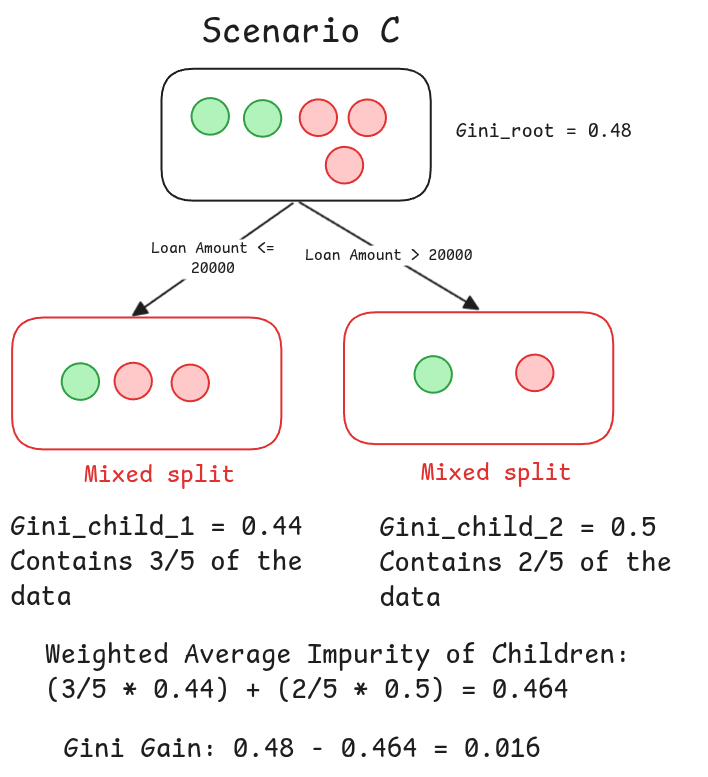 Scenario C
Gini_root = 0.48
Loan Amount <=
20000
Loan Amount > 20000
Mixed split
Mixed split
Gini_child_1 = 0.44
Contains 3/5 of the
data
Gini_child_2 = 0.5
Contains 2/5 of the
data
Weighted Average Impurity of Children:
(3/5 * 0.44) + (2/5 * 0.5) = 0.464
Gini Gain: 0.48 - 0.464 = 0.016